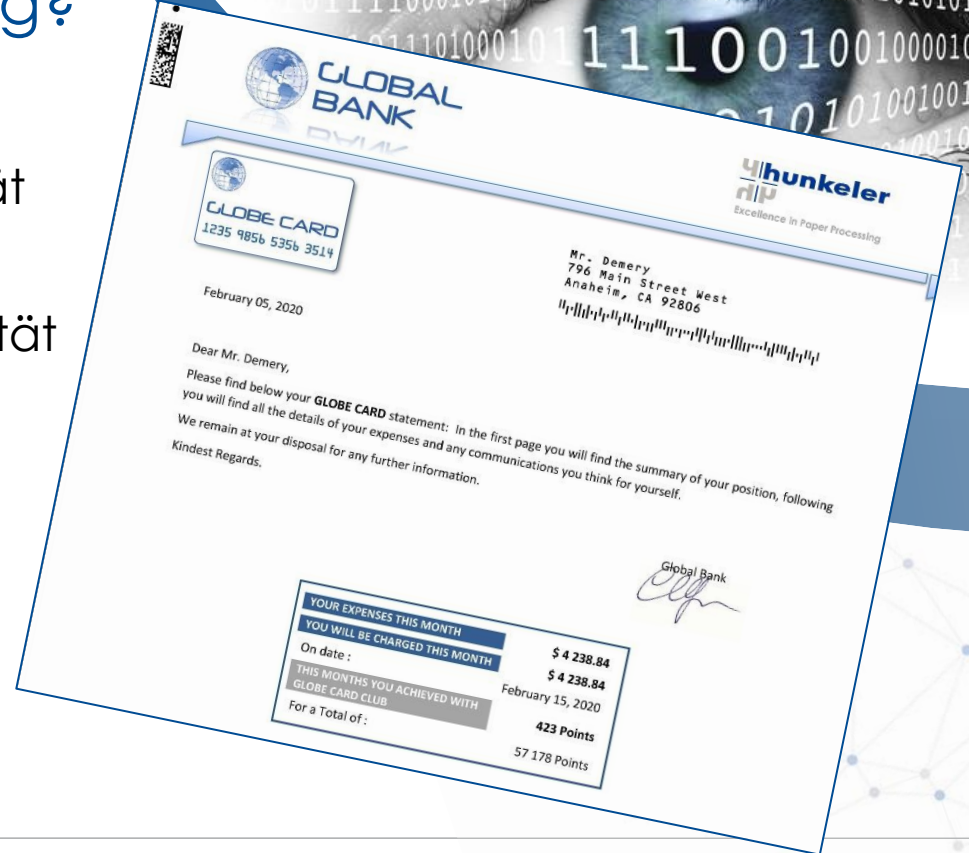 g?
ät
tät
1110100010111100100100001
GLOBAL
BANK
hunkeler
Excellence in Paper Processing
GLOBE CARD
1235 9856 5356 3514
Mr. Demery
796 Main Street West
Anaheim, CA 92806
February 05, 2020
Dear Mr. Demery,
Please find below your GLOBE CARD statement: In the first page you will find the summary of your position, following
you will find all the details of your expenses and any communications you think for yourself.
We remain at your disposal for any further information.
Kindest Regards.
Global Bank
YOUR EXPENSES THIS MONTH $ 4 238.84
YOU WILL BE CHARGED THIS MONTH $ 4 238.84
On date : February 15, 2020
THIS MONTHS YOU ACHIEVED WITH
GLOBE CARD CLUB 423 Points
For a Total of : 57 178 Points